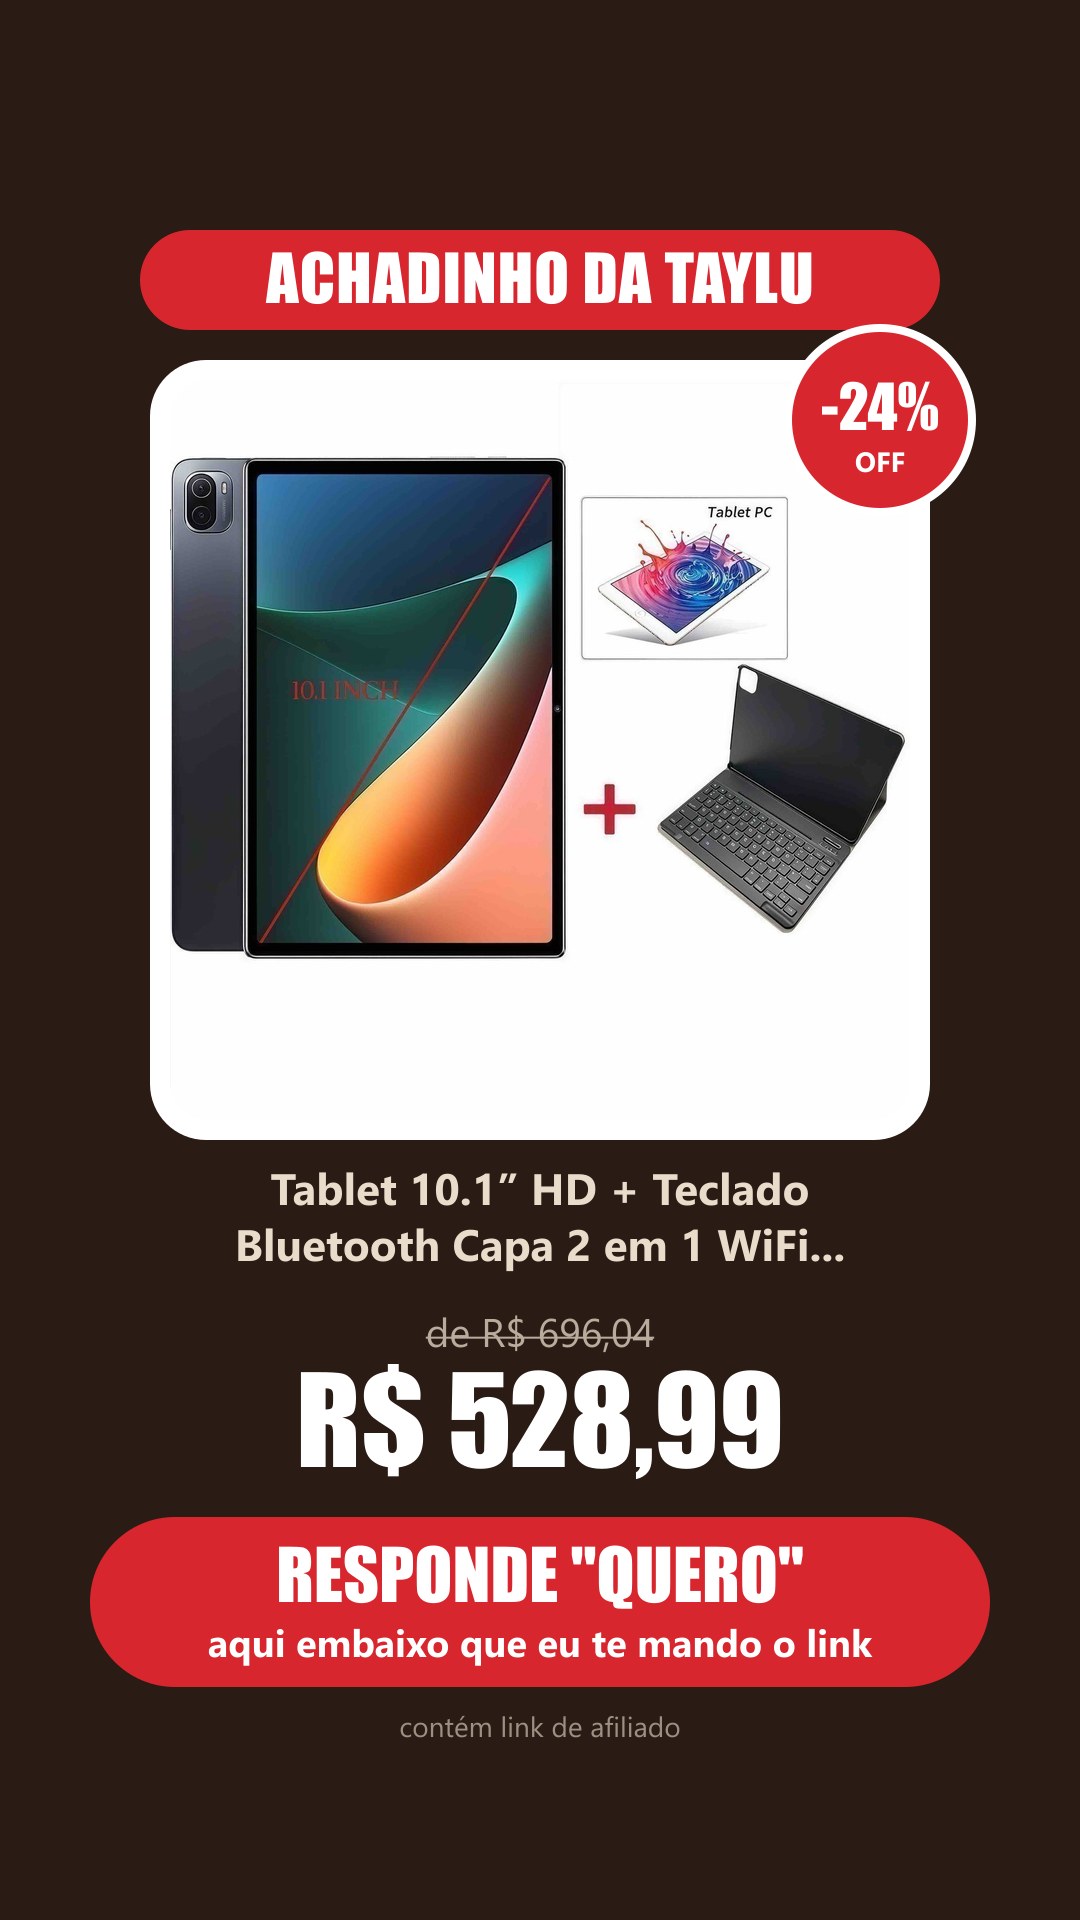 ACHADINHO DA TAYLU
-24%
OFF
Tablet PC
10.1 INCH
Tablet 10.1” HD + Teclado
Bluetooth Capa 2 em 1 WiFi...
de R$ 696,04
R$ 528,99
RESPONDE "QUERO"
aqui embaixo que eu te mando o link
contém link de afiliado